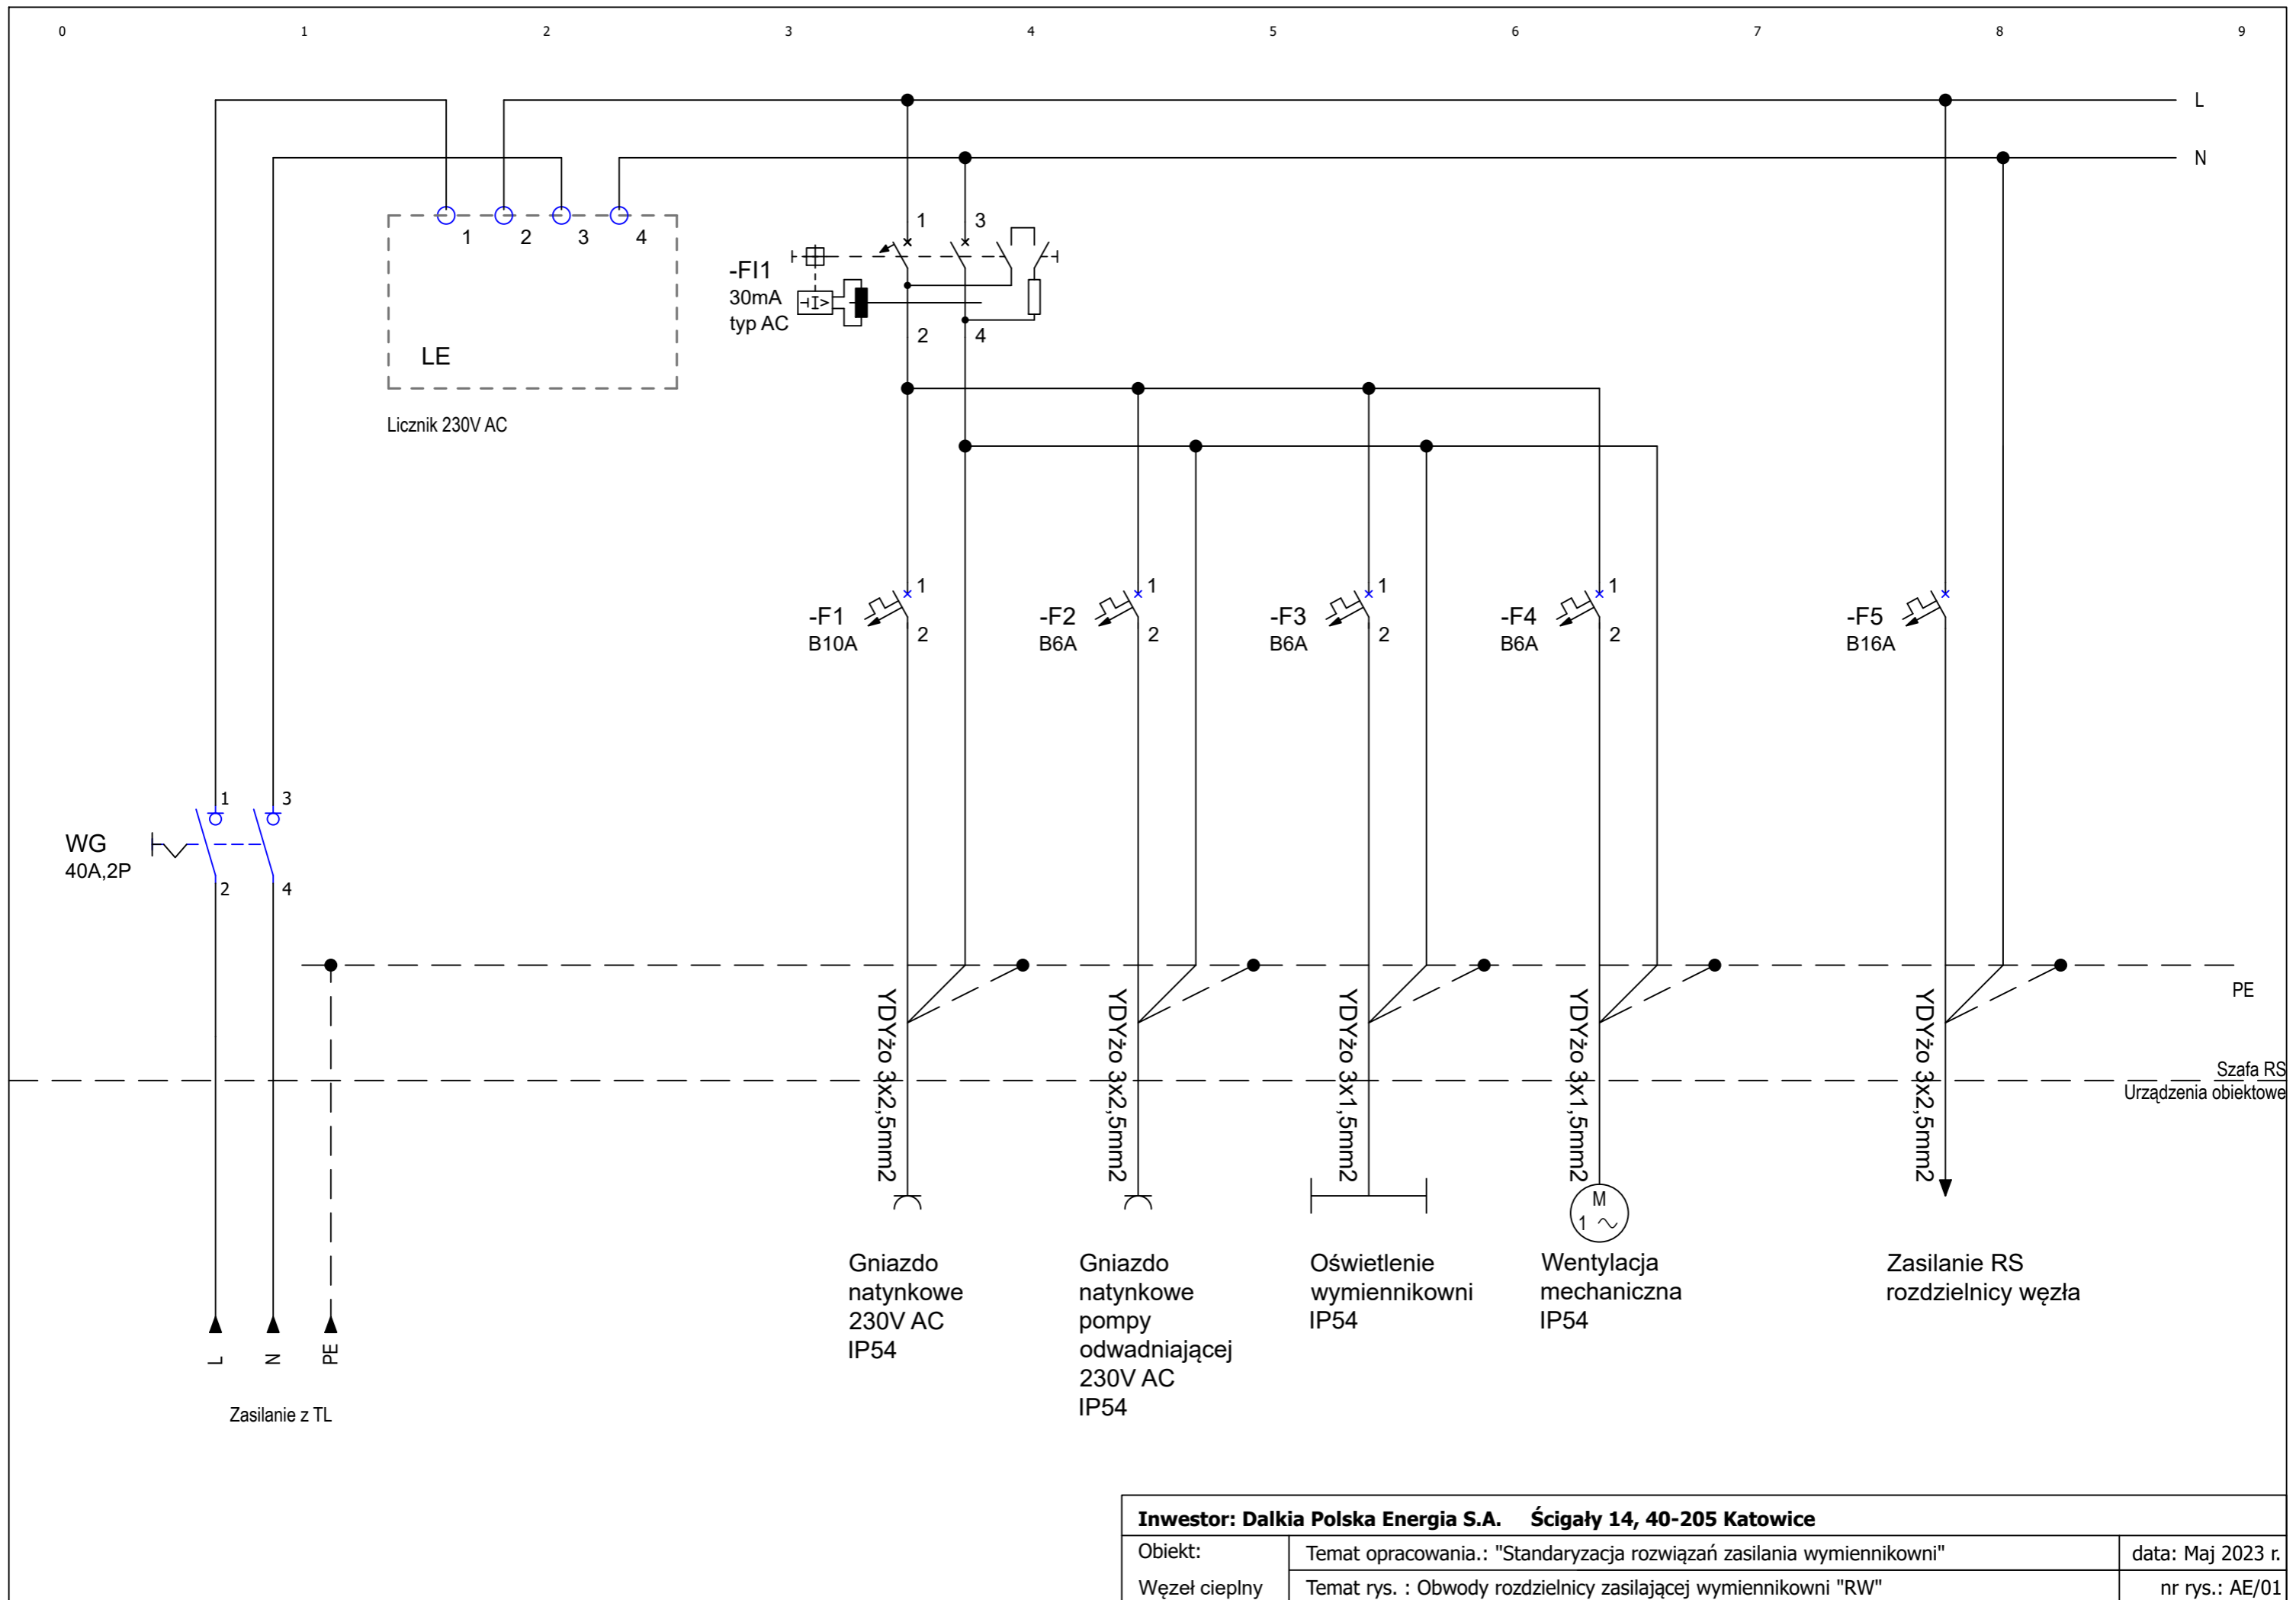 0 1 2 3 4 5 6 7 8 9
L
N
1 2 3 4
LE
Licznik 230V AC
1 3
-FI1
30mA
typ AC
-I>
2 4
-F1
B10A
1
2
-F2
B6A
1
2
-F3
B6A
1
2
-F4
B6A
1
2
-F5
B16A
WG
40A,2P
1 3
2 4
PE
Szafa RS
Urządzenia obiektowe
YDYżo 3x2,5mm2
YDYżo 3x2,5mm2
YDYżo 3x1,5mm2
YDYżo 3x1,5mm2
YDYżo 3x2,5mm2
M
1 ~
L
N
PE
Zasilanie z TL
Gniazdo
natynkowe
230V AC
IP54
Gniazdo
natynkowe
pompy
odwadniającej
230V AC
IP54
Oświetlenie
wymiennikowni
IP54
Wentylacja
mechaniczna
IP54
Zasilanie RS
rozdzielnicy węzła
Inwestor: Dalkia Polska Energia S.A. Ścigały 14, 40-205 Katowice
Obiekt:
Węzeł cieplny
Temat opracowania.: "Standaryzacja rozwiązań zasilania wymiennikowni"
data: Maj 2023 r.
Temat rys. : Obwody rozdzielnicy zasilającej wymiennikowni "RW"
nr rys.: AE/01